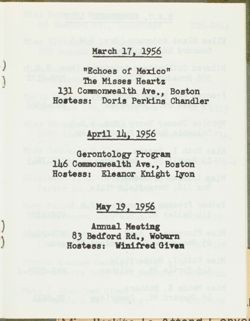 March 17, 1956
"Echoes of Mexico"
The Misses Heartz
131 Commonwealth Ave., Boston
Hostess: Doris Perkins Chandler
April 14, 1956
Gerontology Program
146 Commonwealth Ave., Boston
Hostess: Eleanor Knight Lyon
May 19, 1956
Annual Meeting
83 Bedford Rd., Woburn
Hostess: Winifred Given